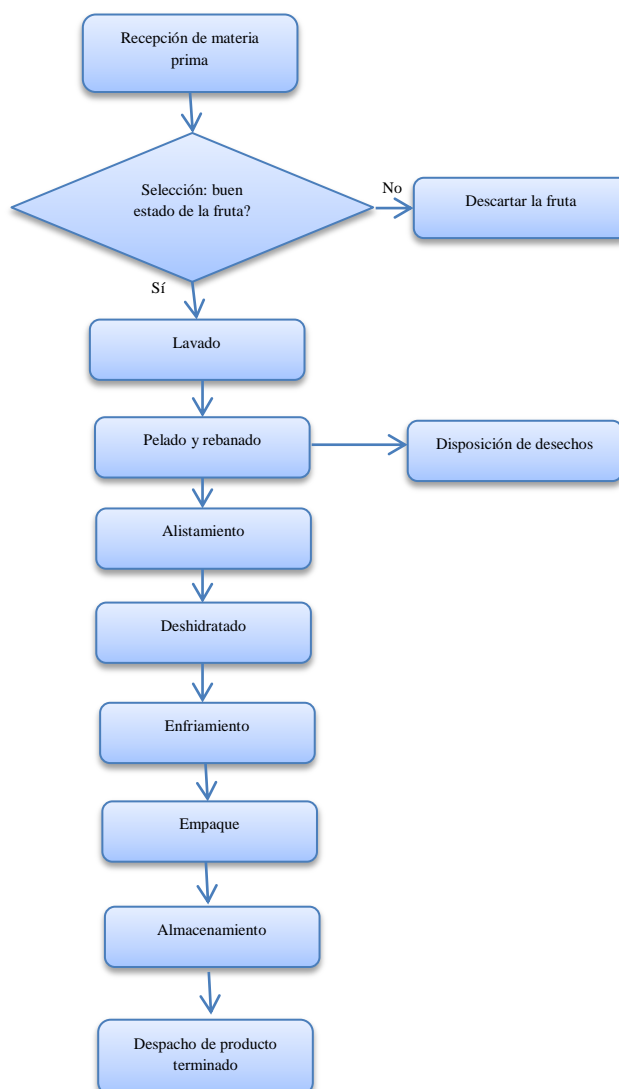 Recepción de materia
prima
Selección: buen
estado de la fruta?
No
Descartar la fruta
Sí
Lavado
Pelado y rebanado
Disposición de desechos
Alistamiento
Deshidratado
Enfriamiento
Empaque
Almacenamiento
Despacho de producto
terminado